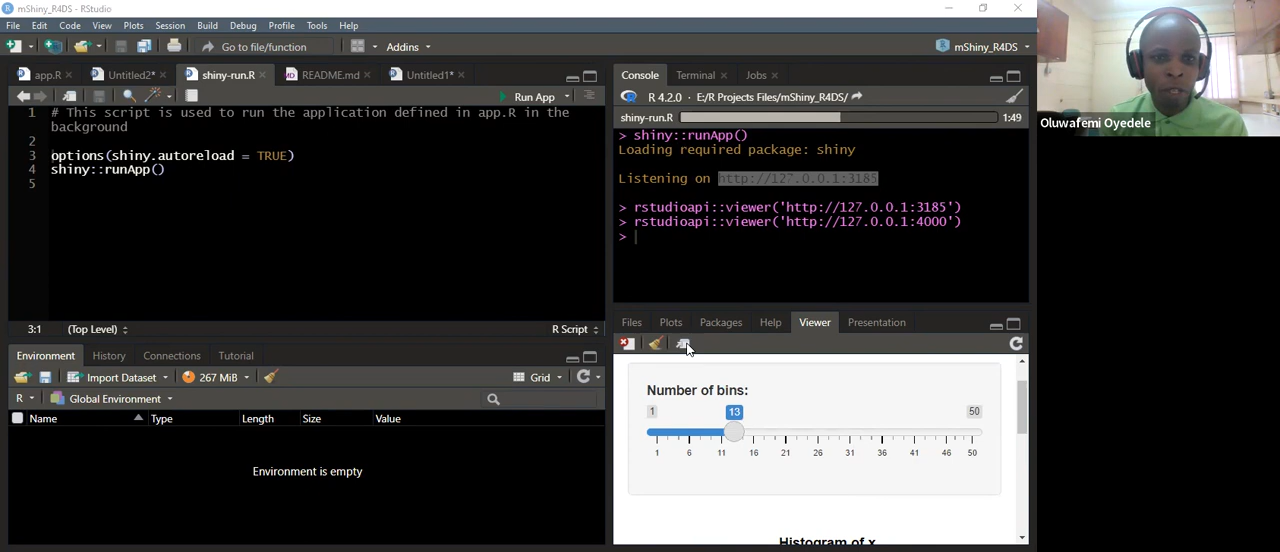 mShiny_R4DS - RStudio
File Edit Code View Plots Session Build Debug Profile Tools Help
Go to file/function Addins mShiny_R4DS
app.R Untitled2* shiny-run.R README.md Untitled1*
Run App
1 # This script is used to run the application defined in app.R in the
background
2
3 options(shiny.autoreload = TRUE)
4 shiny::runApp()
5
3:1 (Top Level) R Script
Environment History Connections Tutorial
Import Dataset 267 MiB Grid
R Global Environment
Name Type Length Size Value
Environment is empty
Console Terminal Jobs
R 4.2.0 · E:/R Projects Files/mShiny_R4DS/
shiny-run.R 1:49
> shiny::runApp()
Loading required package: shiny
Listening on http://127.0.0.1:3185
> rstudioapi::viewer('http://127.0.0.1:3185')
> rstudioapi::viewer('http://127.0.0.1:4000')
>
Files Plots Packages Help Viewer Presentation
Number of bins:
1 13 50
1 6 11 16 21 26 31 36 41 46 50
Histogram of x
Oluwafemi Oyedele